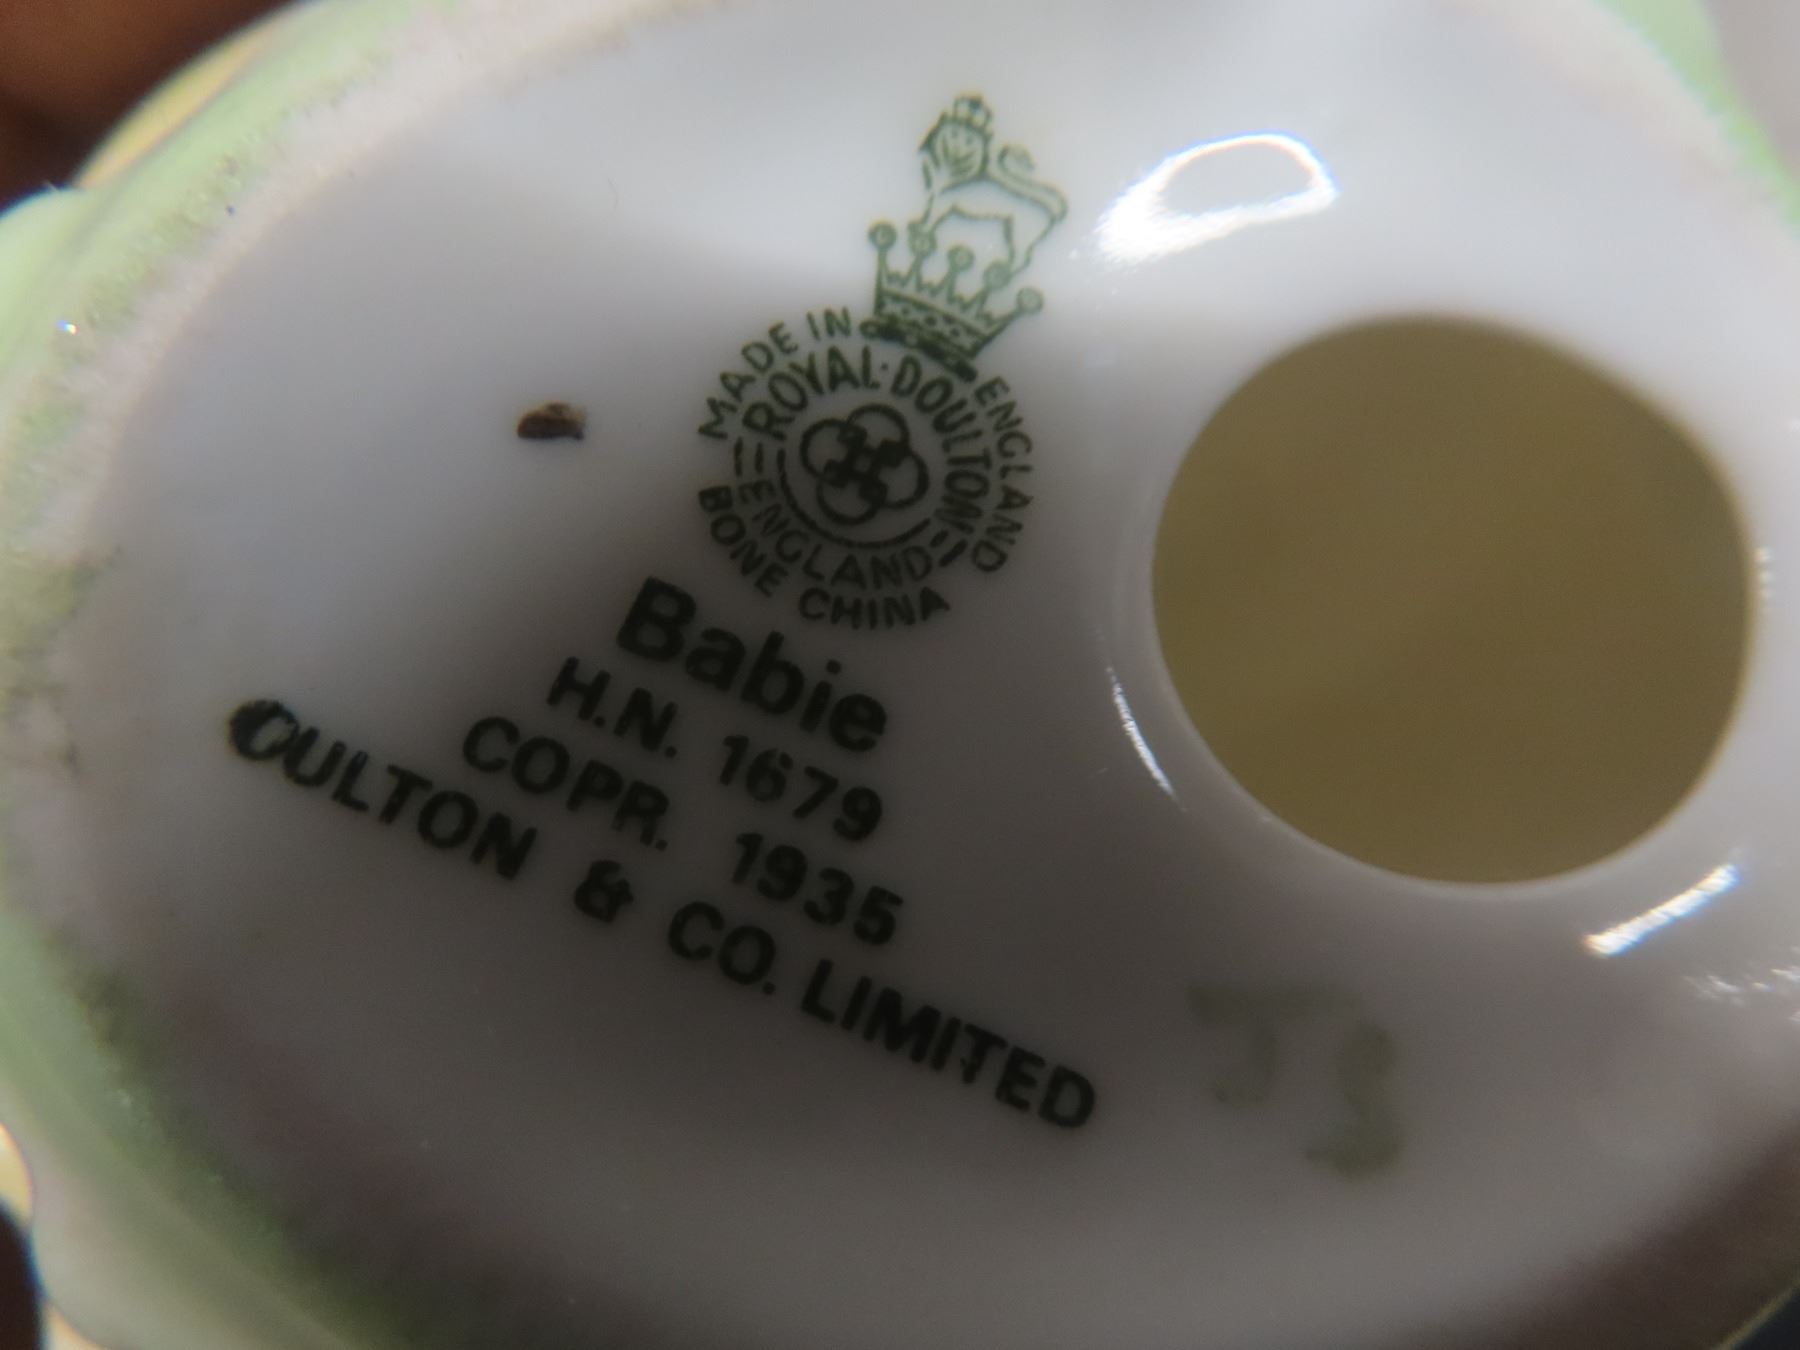 MADE IN ENGLAND
ROYAL·DOULTON
ENGLAND
BONE CHINA
Babie
H.N. 1679
COPR. 1935
OULTON & CO. LIMITED